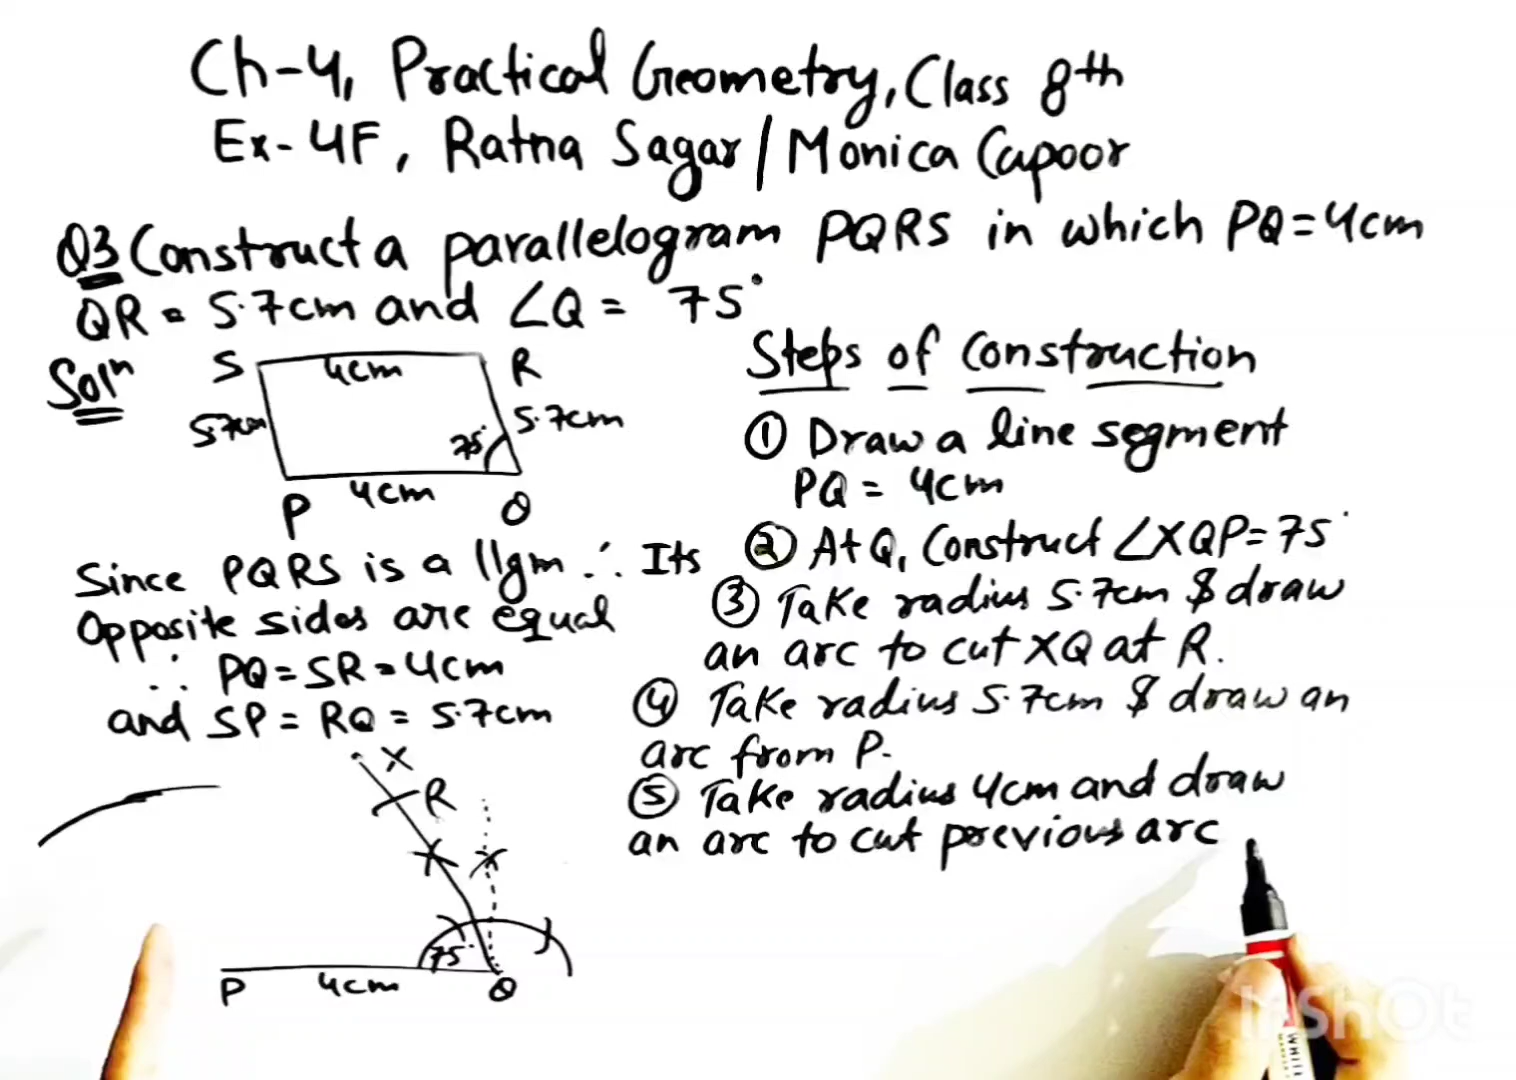 Ch-4, Practical Geometry, Class 8th
Ex-4F, Ratna Sagar / Monica Capoor
Q3 Construct a parallelogram PQRS in which PQ = 4cm
QR = 5.7cm and ∠Q = 75°
Soln
S 4cm R
5.7cm 75° 5.7cm
P 4cm Q
Since PQRS is a ||gm ∴ Its
Opposite sides are equal
∴ PQ = SR = 4cm
and SP = RQ = 5.7cm
X
R
75°
P 4cm Q
Steps of Construction
① Draw a line segment
PQ = 4cm
② At Q, Construct ∠XQP = 75°
③ Take radius 5.7cm $ draw
an arc to cut XQ at R.
④ Take radius 5.7cm $ draw an
arc from P.
⑤ Take radius 4cm and draw
an arc to cut previous arc
InShOt